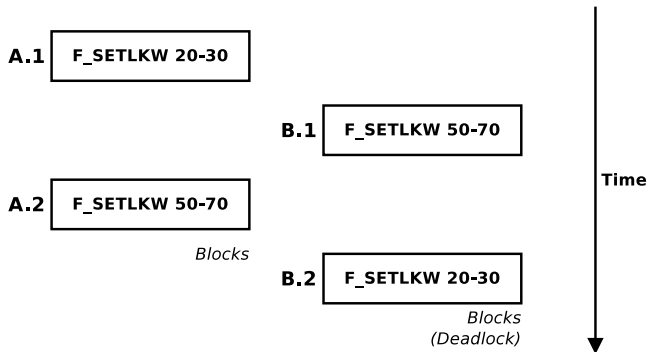 A.1 F_SETLKW 20-30
B.1 F_SETLKW 50-70
A.2 F_SETLKW 50-70
Time
Blocks
B.2 F_SETLKW 20-30
Blocks
(Deadlock)